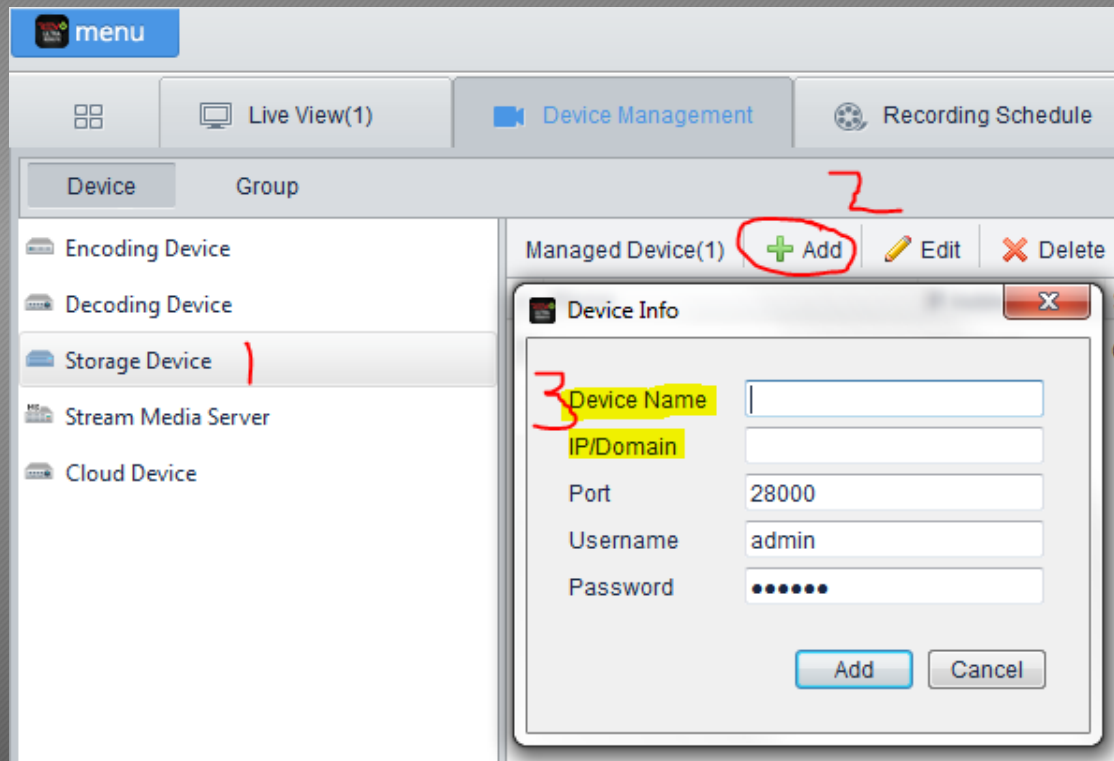 menu
Live View(1)
Device Management
Recording Schedule
Device
Group
2
Encoding Device
Managed Device(1)
Add
Edit
Delete
Decoding Device
Device Info
Storage Device
1
3
Device Name
Stream Media Server
IP/Domain
Cloud Device
Port
28000
Username
admin
Password
••••••
Add
Cancel